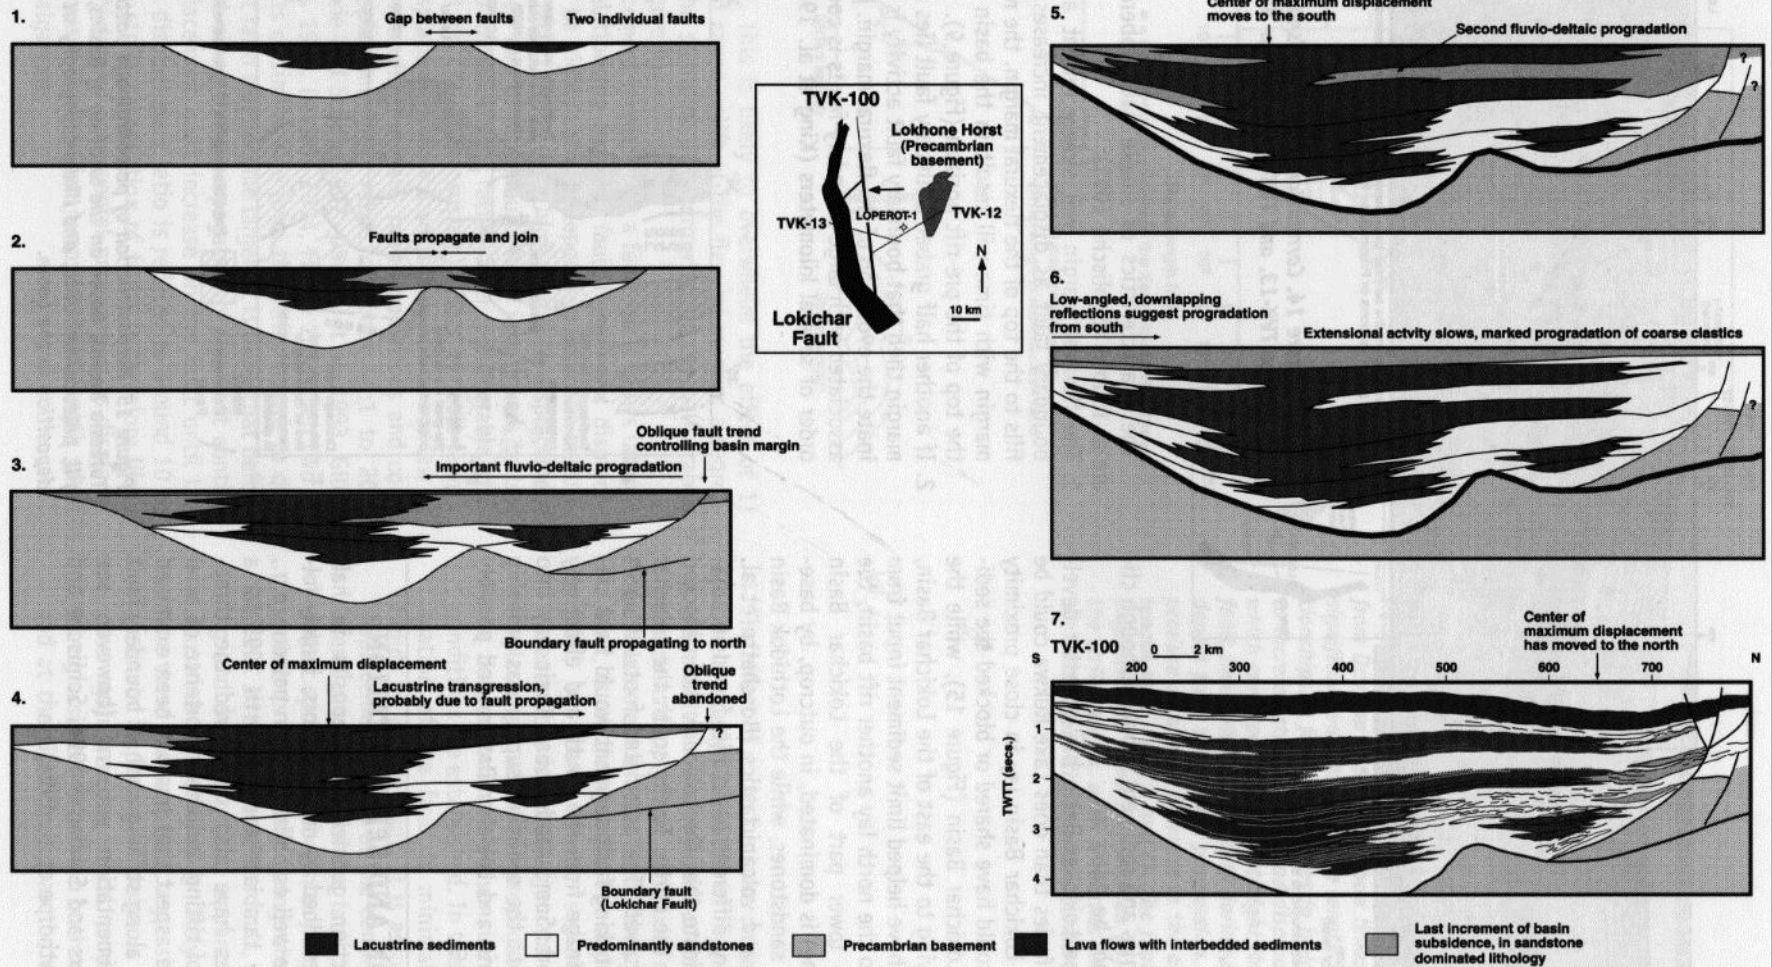 1.
Gap between faults
Two individual faults
2.
Faults propagate and join
3.
Oblique fault trend
controlling basin margin
Important fluvio-deltaic progradation
Boundary fault propagating to north
4.
Center of maximum displacement
Lacustrine transgression,
probably due to fault propagation
Oblique
trend
abandoned
?
Boundary fault
(Lokichar Fault)
TVK-100
Lokhone Horst
(Precambrian
basement)
LOPEROT-1
TVK-13
TVK-12
N
10 km
Lokichar
Fault
5.
Center of maximum displacement
moves to the south
Second fluvio-deltaic progradation
?
?
6.
Low-angled, downlapping
reflections suggest progradation
from south
Extensional actvity slows, marked progradation of coarse clastics
?
7.
Center of
maximum displacement
has moved to the north
S
TVK-100
0 2 km
N
200 300 400 500 600 700
TWTT (secs.)
1
2
3
4
Lacustrine sediments
Predominantly sandstones
Precambrian basement
Lava flows with interbedded sediments
Last increment of basin
subsidence, in sandstone
dominated lithology